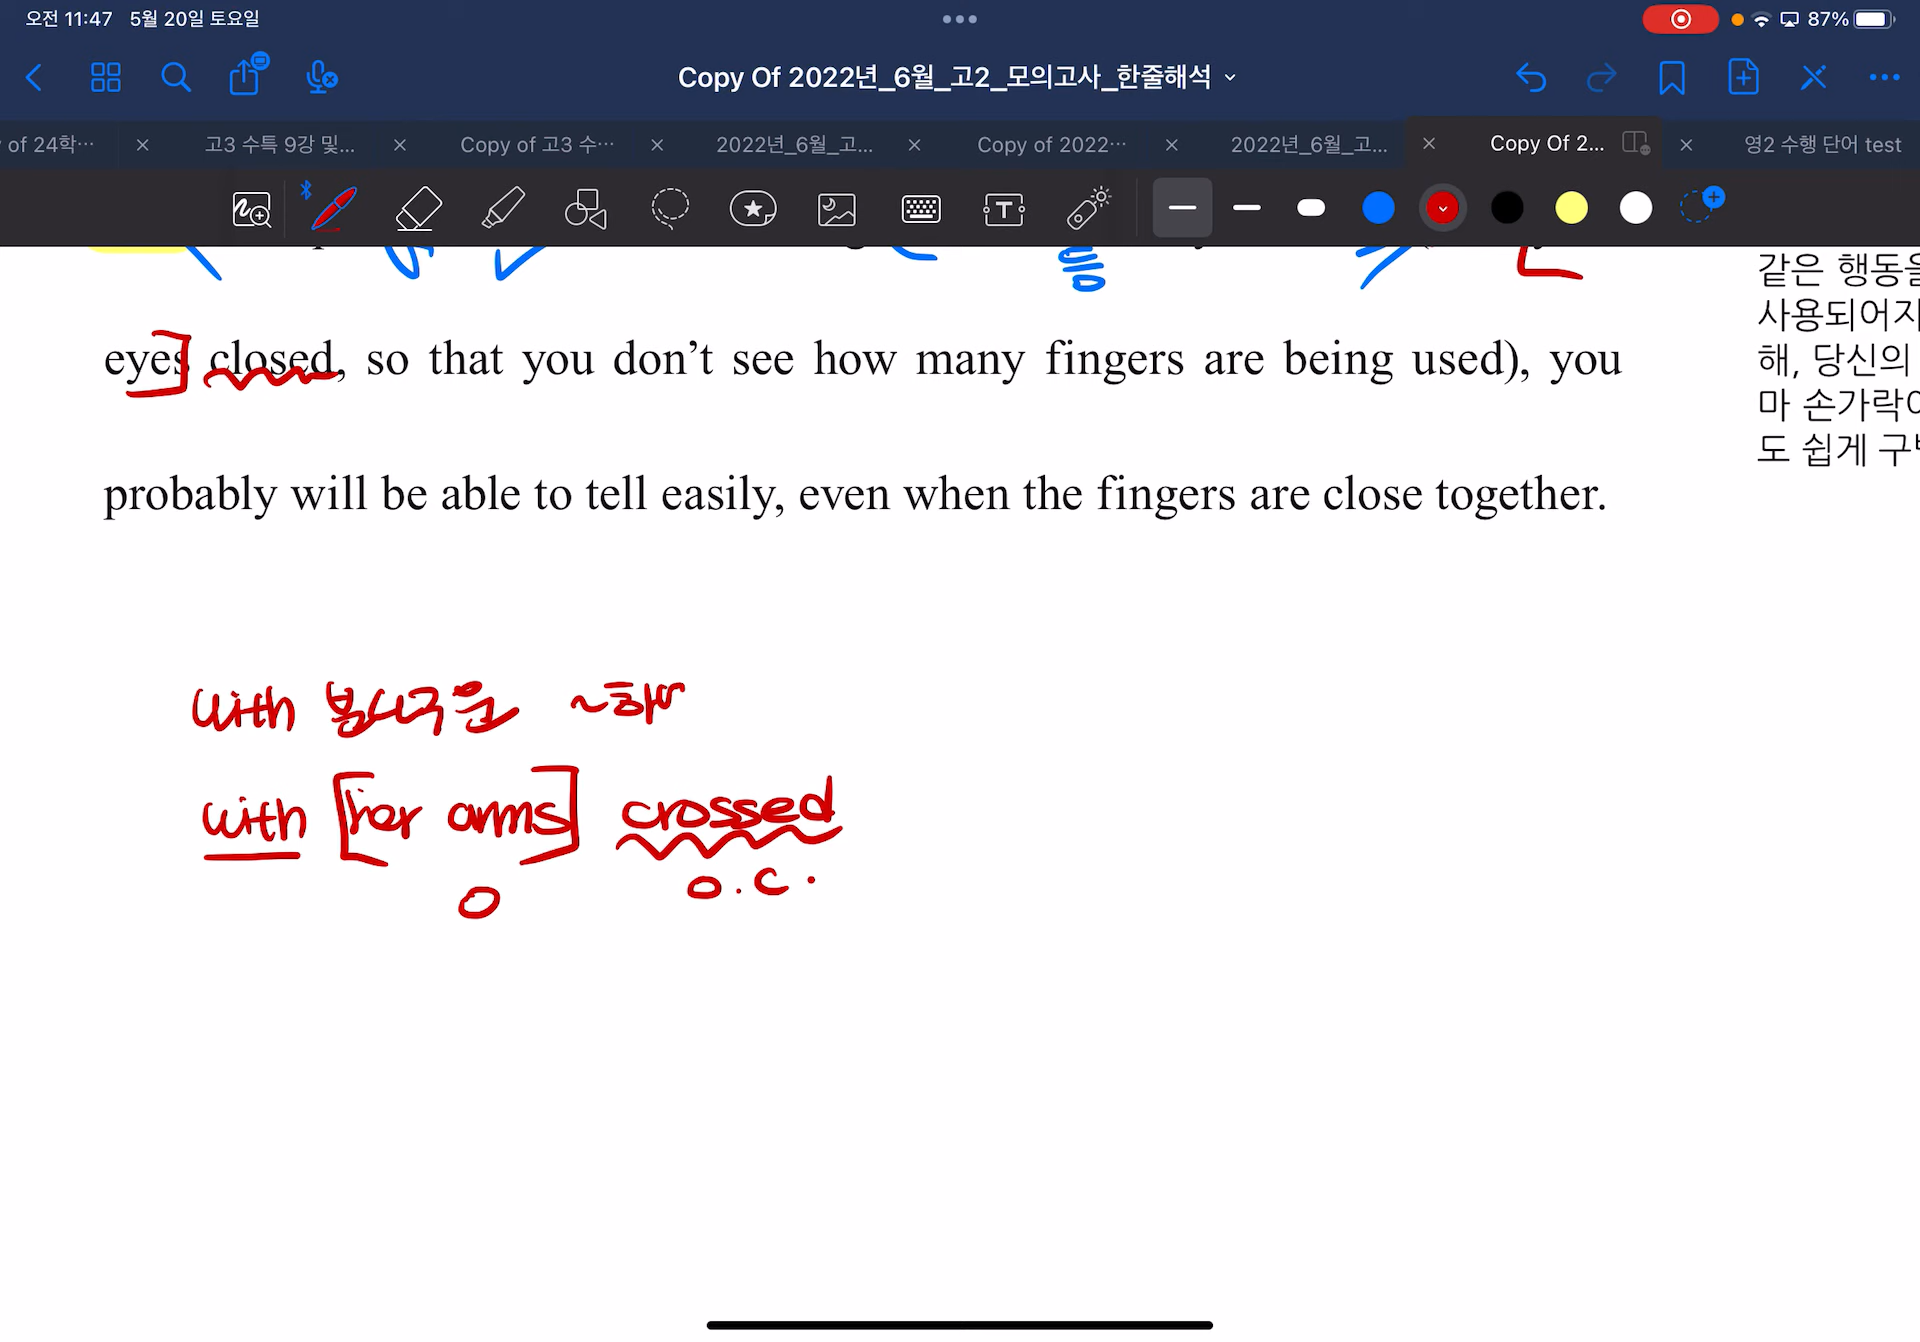 오전 11:47 5월 20일 토요일
87%
Copy Of 2022년_6월_고2_모의고사_한줄해석
of 24학…
고3 수특 9강 및...
Copy of 고3 수…
2022년_6월_고...
Copy of 2022…
2022년_6월_고...
Copy Of 2...
영2 수행 단어 test
eyes closed, so that you don’t see how many fingers are being used), you
probably will be able to tell easily, even when the fingers are close together.
같은 행동을
사용되어지
해, 당신의
마 손가락이
도 쉽게 구
with
with [her arms] crossed
O
O.C.